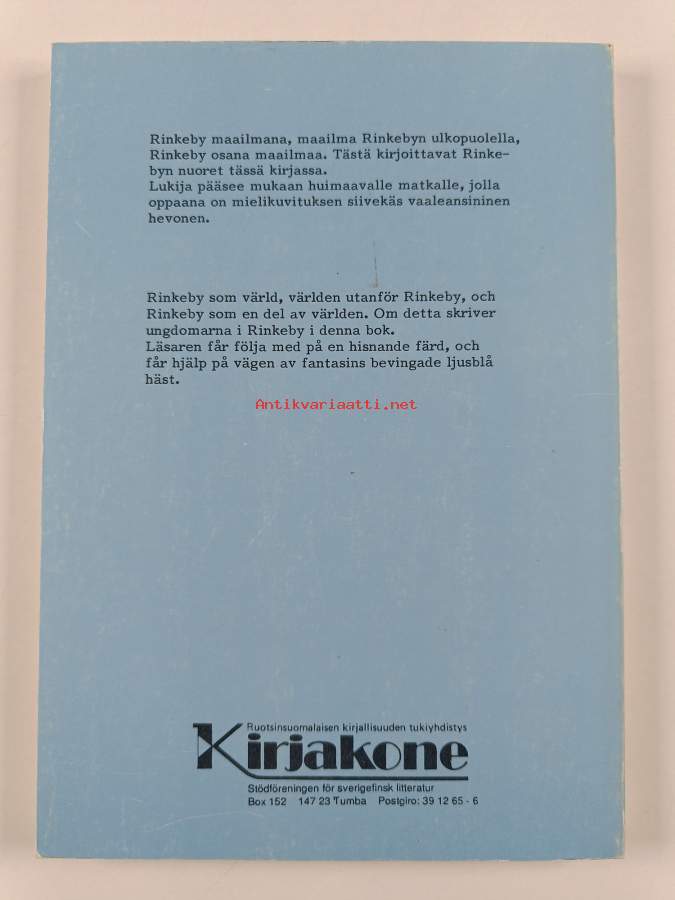 Rinkeby maailmana, maailma Rinkebyn ulkopuolella,
Rinkeby osana maailmaa. Tästä kirjoittavat Rinke-
byn nuoret tässä kirjassa.
Lukija pääsee mukaan huimaavalle matkalle, jolla
oppaana on mielikuvituksen siivekäs vaaleansininen
hevonen.
Rinkeby som värld, världen utanför Rinkeby, och
Rinkeby som en del av världen. Om detta skriver
ungdomarna i Rinkeby i denna bok.
Läsaren får följa med på en hisnande färd, och
får hjälp på vägen av fantasins bevingade ljusblå
häst.
Antikvariaatti.net
Ruotsinsuomalaisen kirjallisuuden tukiyhdistys
Kirjakone
Stödföreningen för sverigefinsk litteratur
Box 152 147 23 Tumba Postgiro: 39 12 65 - 6